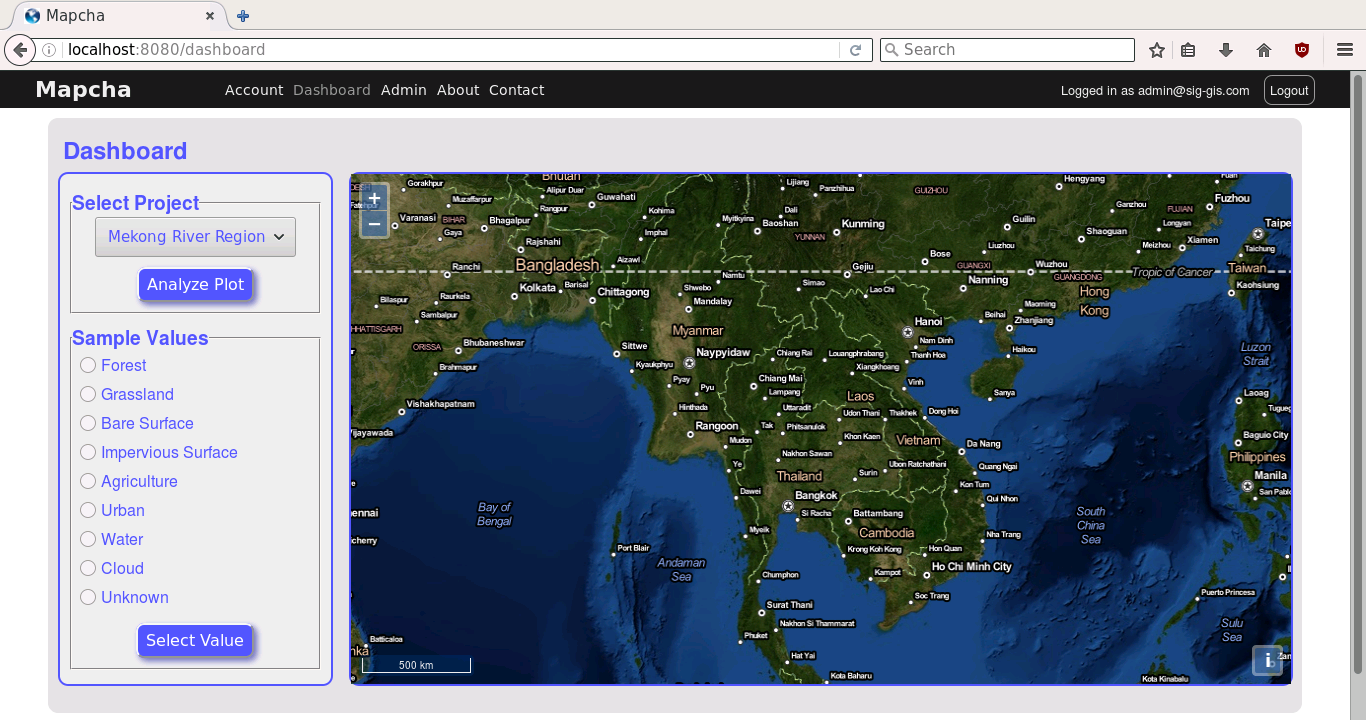 Mapcha
localhost:8080/dashboard
Search
Mapcha
Account Dashboard Admin About Contact
Logged in as admin@sig-gis.com
Logout
Dashboard
Select Project
Mekong River Region
Analyze Plot
Sample Values
Forest
Grassland
Bare Surface
Impervious Surface
Agriculture
Urban
Water
Cloud
Unknown
Select Value
+
−
Gorakhpur
Bhutan
Lijiang
Panzhihua
GUIZHOU
Hengyang
Alipur Duar
Muzaffarpur
Guwahati
Ganzhou
Fuzhou
Rangpur
Kohima
Dali
FUJIAN
Varanasi
BIHAR
Bhagalpur
Myitkyina
Baoshan
Kunming
Guilin
Longyan
Taipe
Gaya
Imphal
YUNNAN
Shaoguan
Xiamen
Rajshahi
Liuzhou
Meizhou
Taichung
Aizawl
Bose
Ranchi
Bangladesh
Gejiu
GUANGXI
Wuzhou
Tropic of Cancer
Taiwan
Namtu
GUANGDONG
Kolkata
Barisal
Chittagong
Shwebo
Simao
Lao Cai
Nanning
Hong
Kong
Kaohsiung
Bilaspur
Raurkela
Mandalay
Maoming
Sambalpur
Beihai
Zhanjiang
HHATTISGARH
Myanmar
Hanoi
ORISSA
Bhubaneshwar
Sittwe
Naypyidaw
Chiang Rai
Louangphrabang
Nam Dinh
Thanh Hoa
Haikou
Luzon
Strait
Brahmapur
Kyaukphyu
Xiangkhoang
Pyay
Pyu
Chiang Mai
Vinh
Lampang
Sanya
Laoag
Vishakhapatnam
Hinthada
Uttaradit
Laos
Udon Thani
Thakhek
Dong Hoi
Tugueg
ijayawada
Rangoon
Tak
Phitsanulok
Mudon
Khon Kaen
Vietnam
Da Nang
Baguio City
Nakhon Sawan
Philippines
Ye
Surin
Ubon Ratchathani
Quang Ngai
Thailand
Manila
Dawei
Bangkok
Kon Tum
San Pablo
Qui Nhon
Bay of
Bengal
ennai
Si Racha
Battambang
South
China
Sea
Myeik
Cambodia
Nha Trang
cherry
Port Blair
Krong Koh Kong
Hon Quan
Andaman
Sea
Chumphon
Kampot
Ho Chi Minh City
Surat Thani
Soc Trang
Puerto Princesa
Nakhon Si Thammarat
Sulu
Sea
Phuket
Batticaloa
nka
Hat Yai
Zan
500 km
Kota Baharu
Kota Kinabalu
i